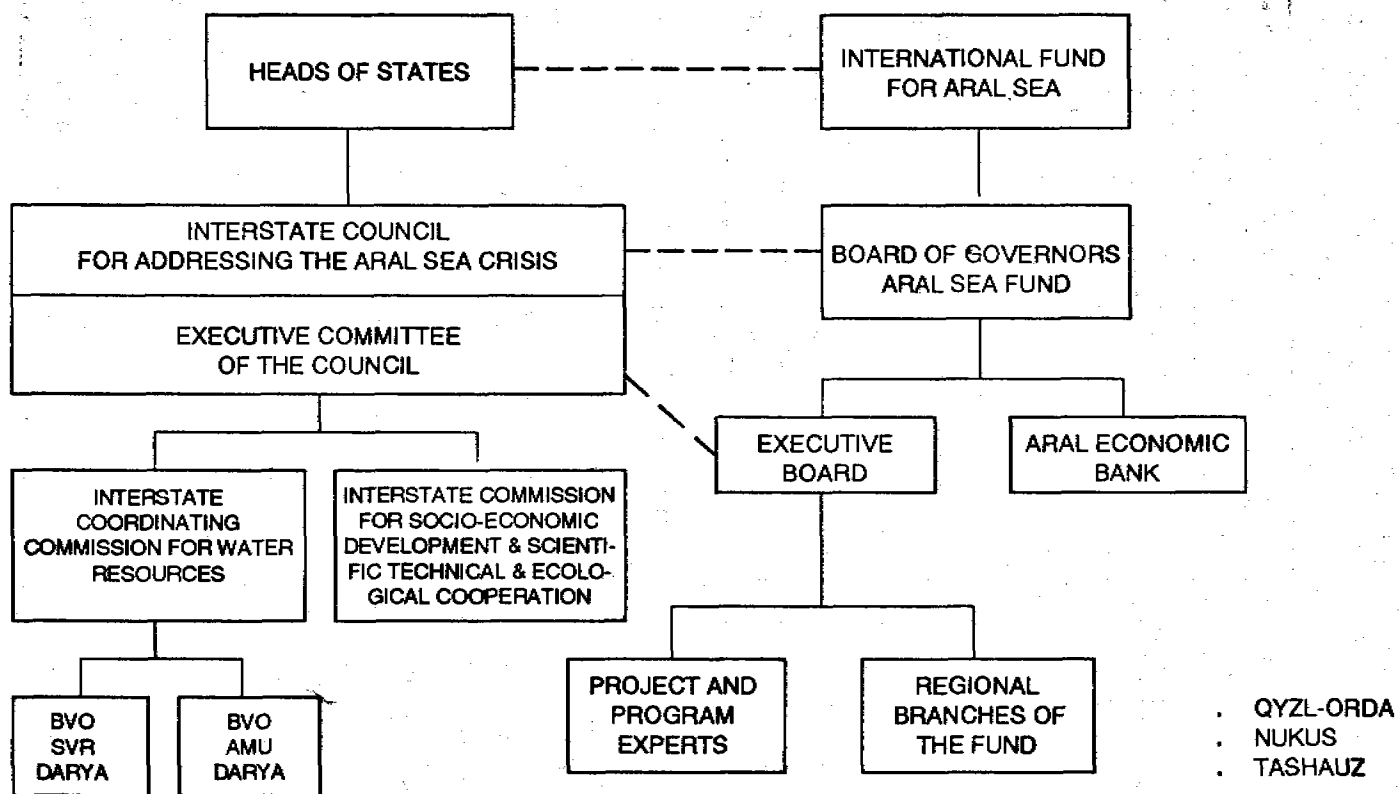 HEADS OF STATES
INTERNATIONAL FUND
FOR ARAL SEA
INTERSTATE COUNCIL
FOR ADDRESSING THE ARAL SEA CRISIS
BOARD OF GOVERNORS
ARAL SEA FUND
EXECUTIVE COMMITTEE
OF THE COUNCIL
EXECUTIVE
BOARD
ARAL ECONOMIC
BANK
INTERSTATE
COORDINATING
COMMISSION FOR WATER
RESOURCES
INTERSTATE COMMISSION
FOR SOCIO-ECONOMIC
DEVELOPMENT & SCIENTI-
FIC TECHNICAL & ECOLO-
GICAL COOPERATION
BVO
SVR
DARYA
BVO
AMU
DARYA
PROJECT AND
PROGRAM
EXPERTS
REGIONAL
BRANCHES OF
THE FUND
. QYZL-ORDA
. NUKUS
. TASHAUZ